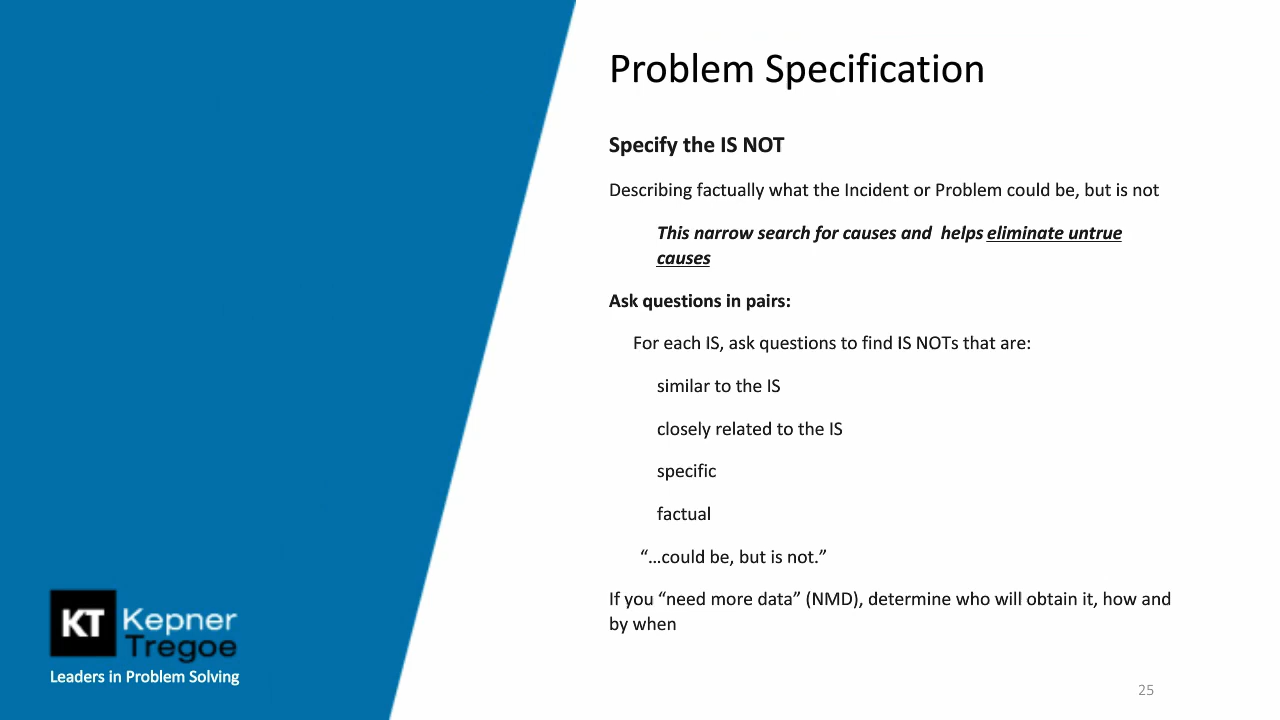 Problem Specification
Specify the IS NOT
Describing factually what the Incident or Problem could be, but is not
This narrow search for causes and  helps eliminate untrue
causes
Ask questions in pairs:
For each IS, ask questions to find IS NOTs that are:
similar to the IS
closely related to the IS
specific
factual
“…could be, but is not.”
If you “need more data” (NMD), determine who will obtain it, how and
by when
KT Kepner
Tregoe
Leaders in Problem Solving
25